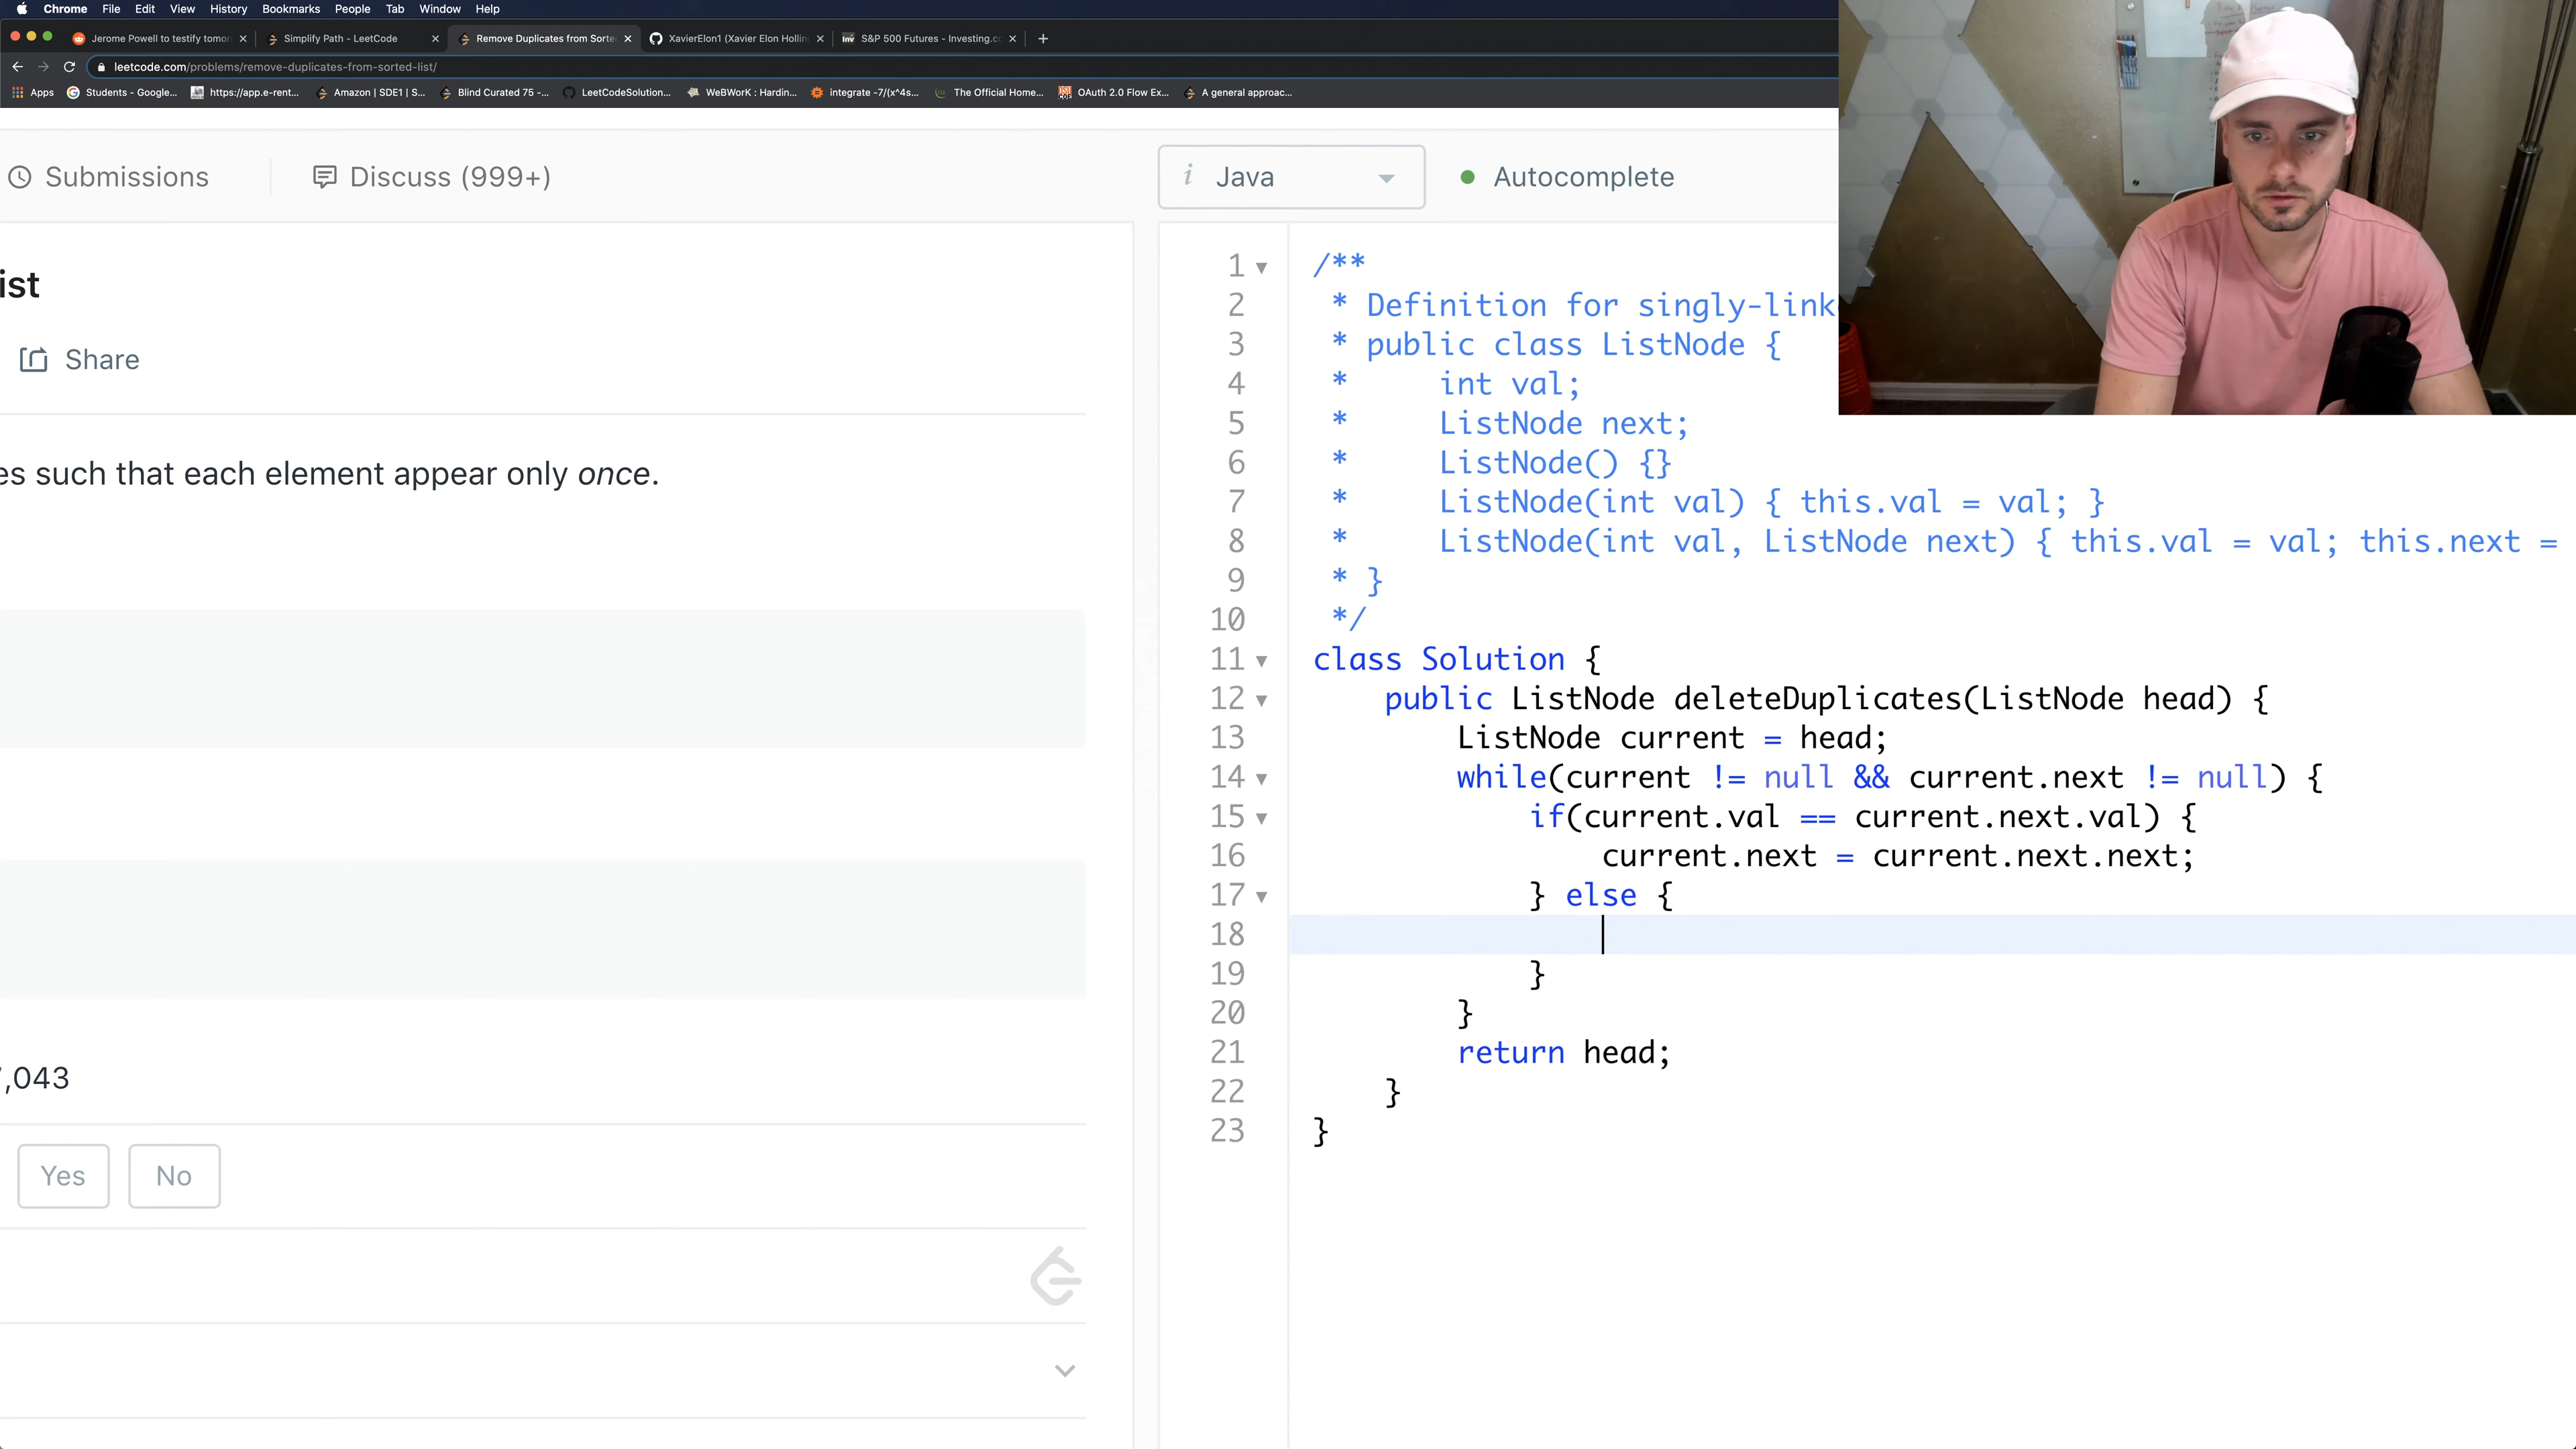 Chrome File Edit View History Bookmarks People Tab Window Help
Jerome Powell to testify tomor
Simplify Path - LeetCode
Remove Duplicates from Sorte
XavierElon1 (Xavier Elon Hollin
S&P 500 Futures - Investing.c
leetcode.com/problems/remove-duplicates-from-sorted-list/
Apps
Students - Google...
https://app.e-rent...
Amazon | SDE1 | S...
Blind Curated 75 -...
LeetCodeSolution...
WeBWorK : Hardin...
integrate -7/(x^4s...
The Official Home...
OAuth 2.0 Flow Ex...
A general approac...
Submissions
Discuss (999+)
ist
Share
es such that each element appear only once.
,043
Yes
No
i Java
Autocomplete
1 /**
2 * Definition for singly-link
3 * public class ListNode {
4 * int val;
5 * ListNode next;
6 * ListNode() {}
7 * ListNode(int val) { this.val = val; }
8 * ListNode(int val, ListNode next) { this.val = val; this.next =
9 * }
10 */
11 class Solution {
12 public ListNode deleteDuplicates(ListNode head) {
13 ListNode current = head;
14 while(current != null && current.next != null) {
15 if(current.val == current.next.val) {
16 current.next = current.next.next;
17 } else {
18
19 }
20 }
21 return head;
22 }
23 }